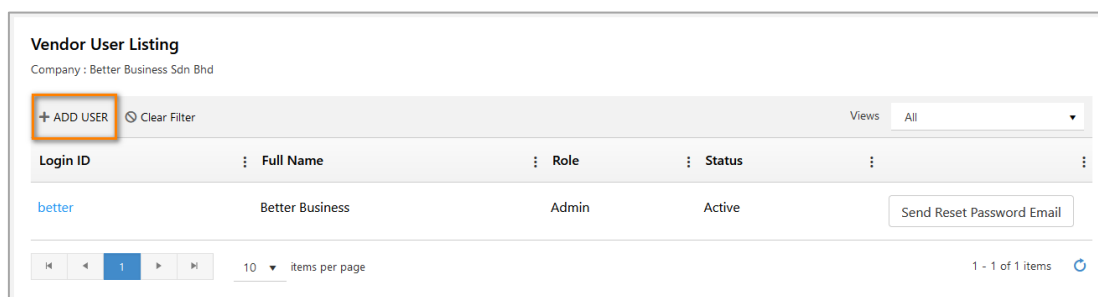 Vendor User Listing
Company : Better Business Sdn Bhd
+ ADD USER Clear Filter Views All
Login ID Full Name Role Status
better Better Business Admin Active Send Reset Password Email
1 10 items per page 1 - 1 of 1 items